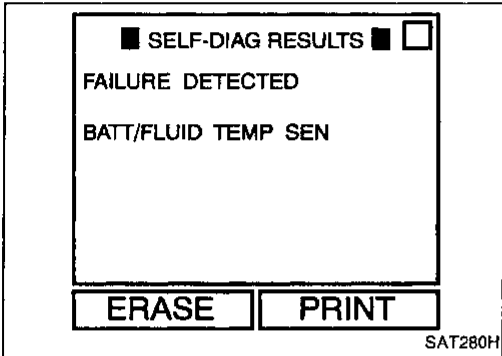 SELF-DIAG RESULTS
FAILURE DETECTED
BATT/FLUID TEMP SEN
ERASE PRINT
SAT280H